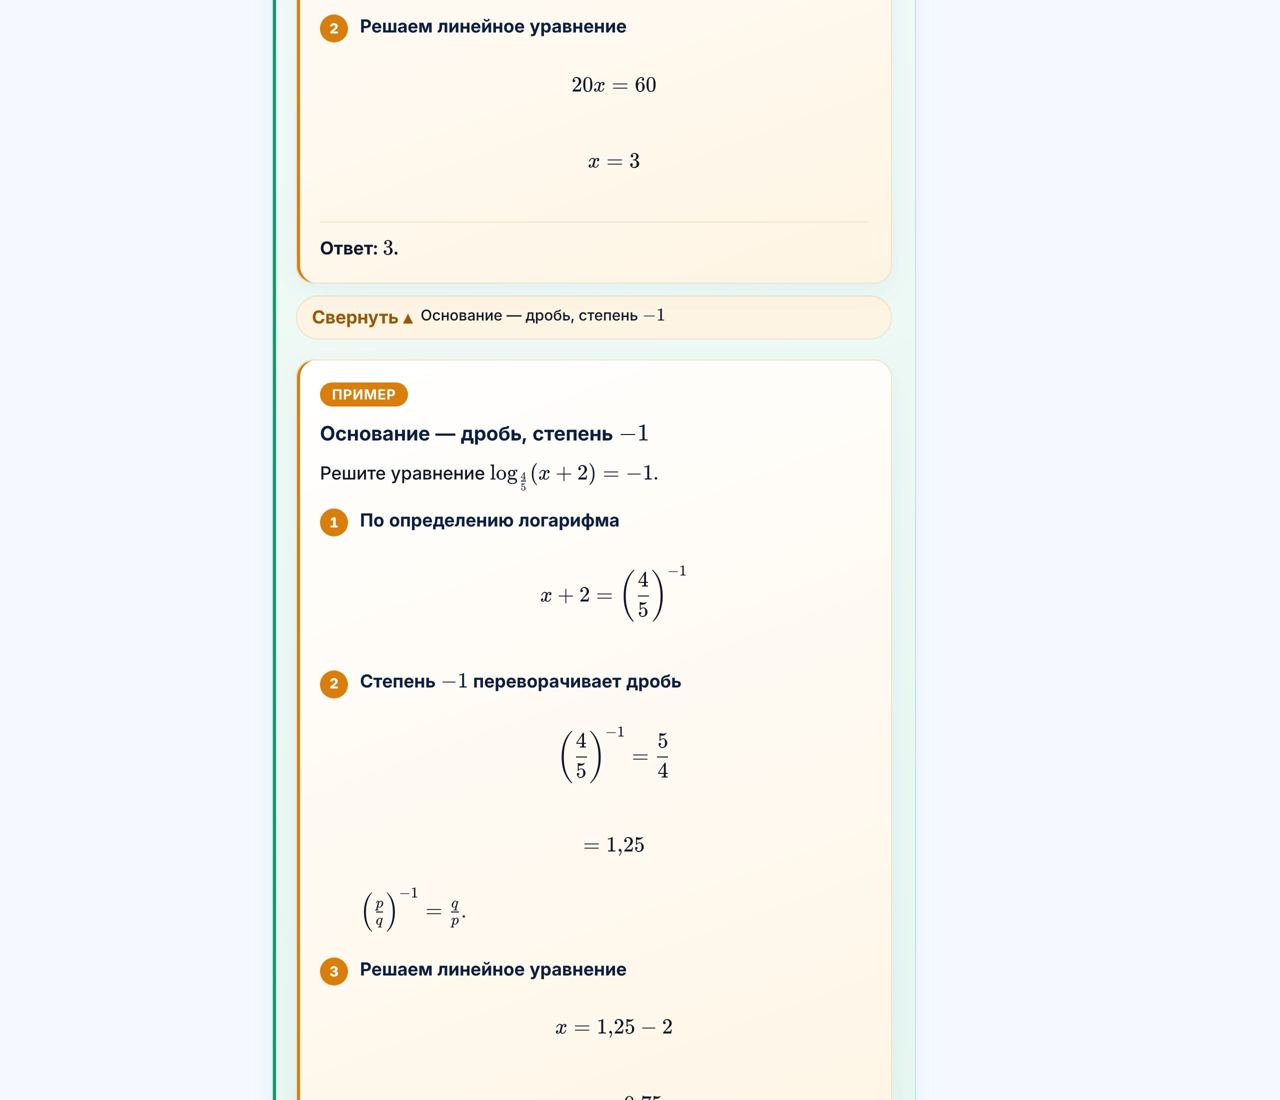 2 Решаем линейное уравнение
20x = 60
x = 3
Ответ: 3.
Свернуть ▲ Основание — дробь, степень −1
ПРИМЕР
Основание — дробь, степень −1
Решите уравнение log_{4/5}(x + 2) = −1.
1 По определению логарифма
x + 2 = (4/5)^{−1}
2 Степень −1 переворачивает дробь
(4/5)^{−1} = 5/4
= 1,25
(p/q)^{−1} = q/p.
3 Решаем линейное уравнение
x = 1,25 − 2